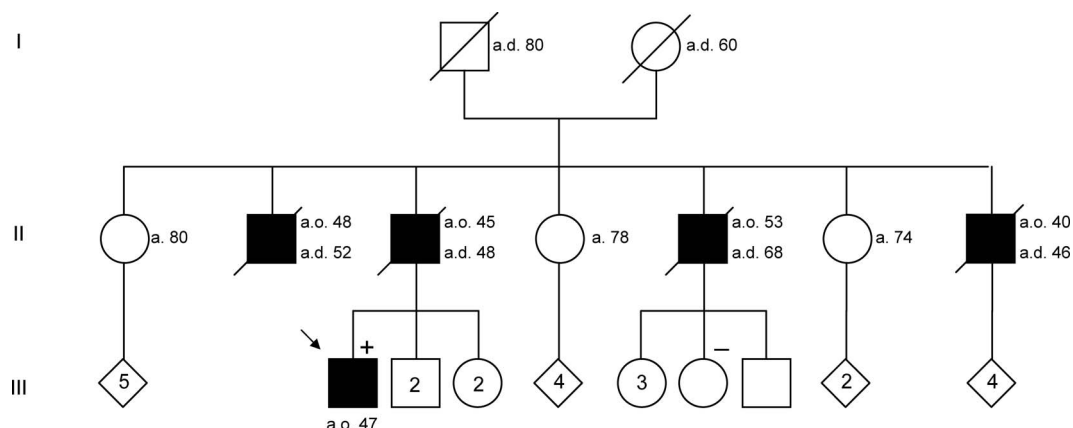 I
a.d. 80
a.d. 60
II
a. 80
a.o. 48
a.d. 52
a.o. 45
a.d. 48
a. 78
a.o. 53
a.d. 68
a. 74
a.o. 40
a.d. 46
III
5
+
a.o. 47
2
2
4
3
–
2
4